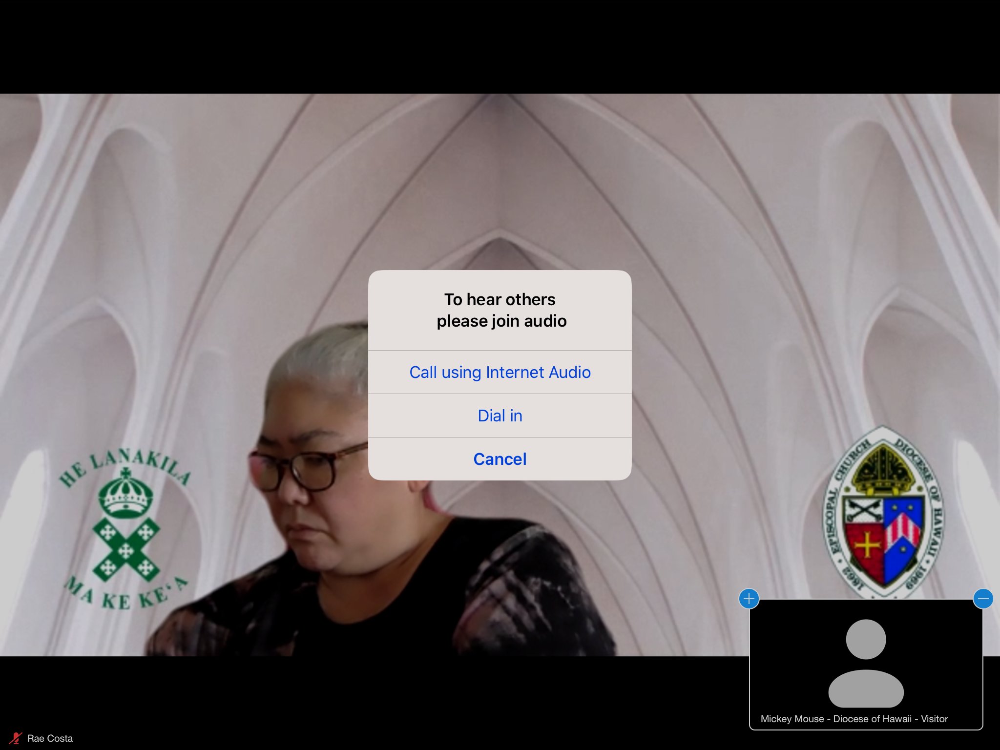 To hear others
please join audio
Call using Internet Audio
Dial in
Cancel
HE LANAKILA
MA KE KEʻA
EPISCOPAL CHURCH
DIOCESE OF HAWAII
1862
1969
Mickey Mouse - Diocese of Hawaii - Visitor
Rae Costa